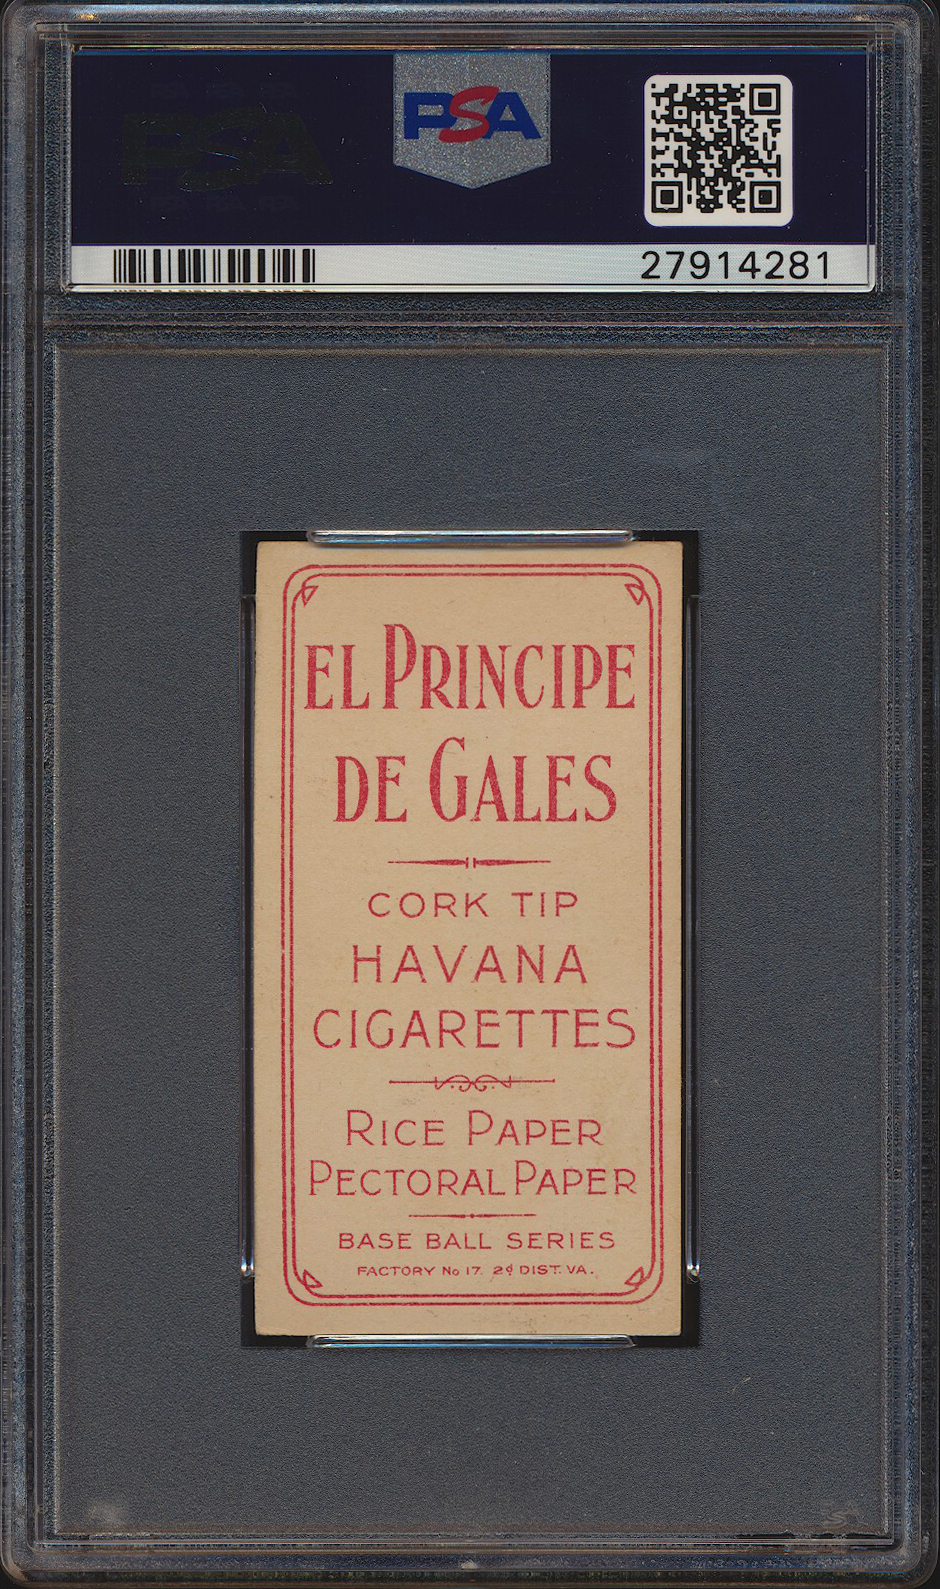 PSA
27914281
EL PRINCIPE
DE GALES
CORK TIP
HAVANA
CIGARETTES
RICE PAPER
PECTORAL PAPER
BASE BALL SERIES
FACTORY No 17. 2d DIST. VA.